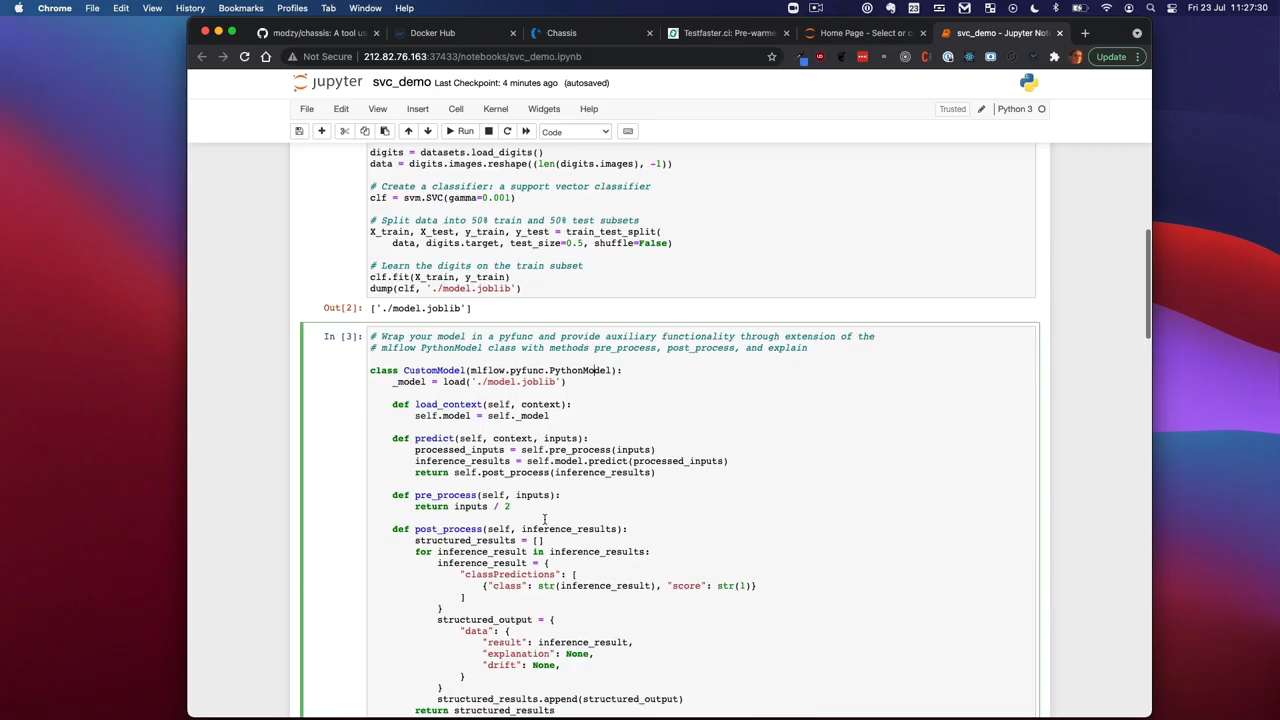 Chrome File Edit View History Bookmarks Profiles Tab Window Help
23
Fri 23 Jul 11:27:30
modzy/chassis: A tool us
Docker Hub
Chassis
Testfaster.ci: Pre-warme
Home Page - Select or c
svc_demo - Jupyter Not
Not Secure
212.82.76.163:37433/notebooks/svc_demo.ipynb
Update
jupyter svc_demo Last Checkpoint: 4 minutes ago (autosaved)
File Edit View Insert Cell Kernel Widgets Help
Trusted
Python 3
Run
Code
digits = datasets.load_digits()
data = digits.images.reshape((len(digits.images), -1))
# Create a classifier: a support vector classifier
clf = svm.SVC(gamma=0.001)
# Split data into 50% train and 50% test subsets
X_train, X_test, y_train, y_test = train_test_split(
data, digits.target, test_size=0.5, shuffle=False)
# Learn the digits on the train subset
clf.fit(X_train, y_train)
dump(clf, './model.joblib')
Out[2]: ['./model.joblib']
In [3]: # Wrap your model in a pyfunc and provide auxiliary functionality through extension of the
# mlflow PythonModel class with methods pre_process, post_process, and explain
class CustomModel(mlflow.pyfunc.PythonModel):
_model = load('./model.joblib')
def load_context(self, context):
self.model = self._model
def predict(self, context, inputs):
processed_inputs = self.pre_process(inputs)
inference_results = self.model.predict(processed_inputs)
return self.post_process(inference_results)
def pre_process(self, inputs):
return inputs / 2
def post_process(self, inference_results):
structured_results = []
for inference_result in inference_results:
inference_result = {
"classPredictions": [
{"class": str(inference_result), "score": str(1)}
]
}
structured_output = {
"data": {
"result": inference_result,
"explanation": None,
"drift": None,
}
}
structured_results.append(structured_output)
return structured_results